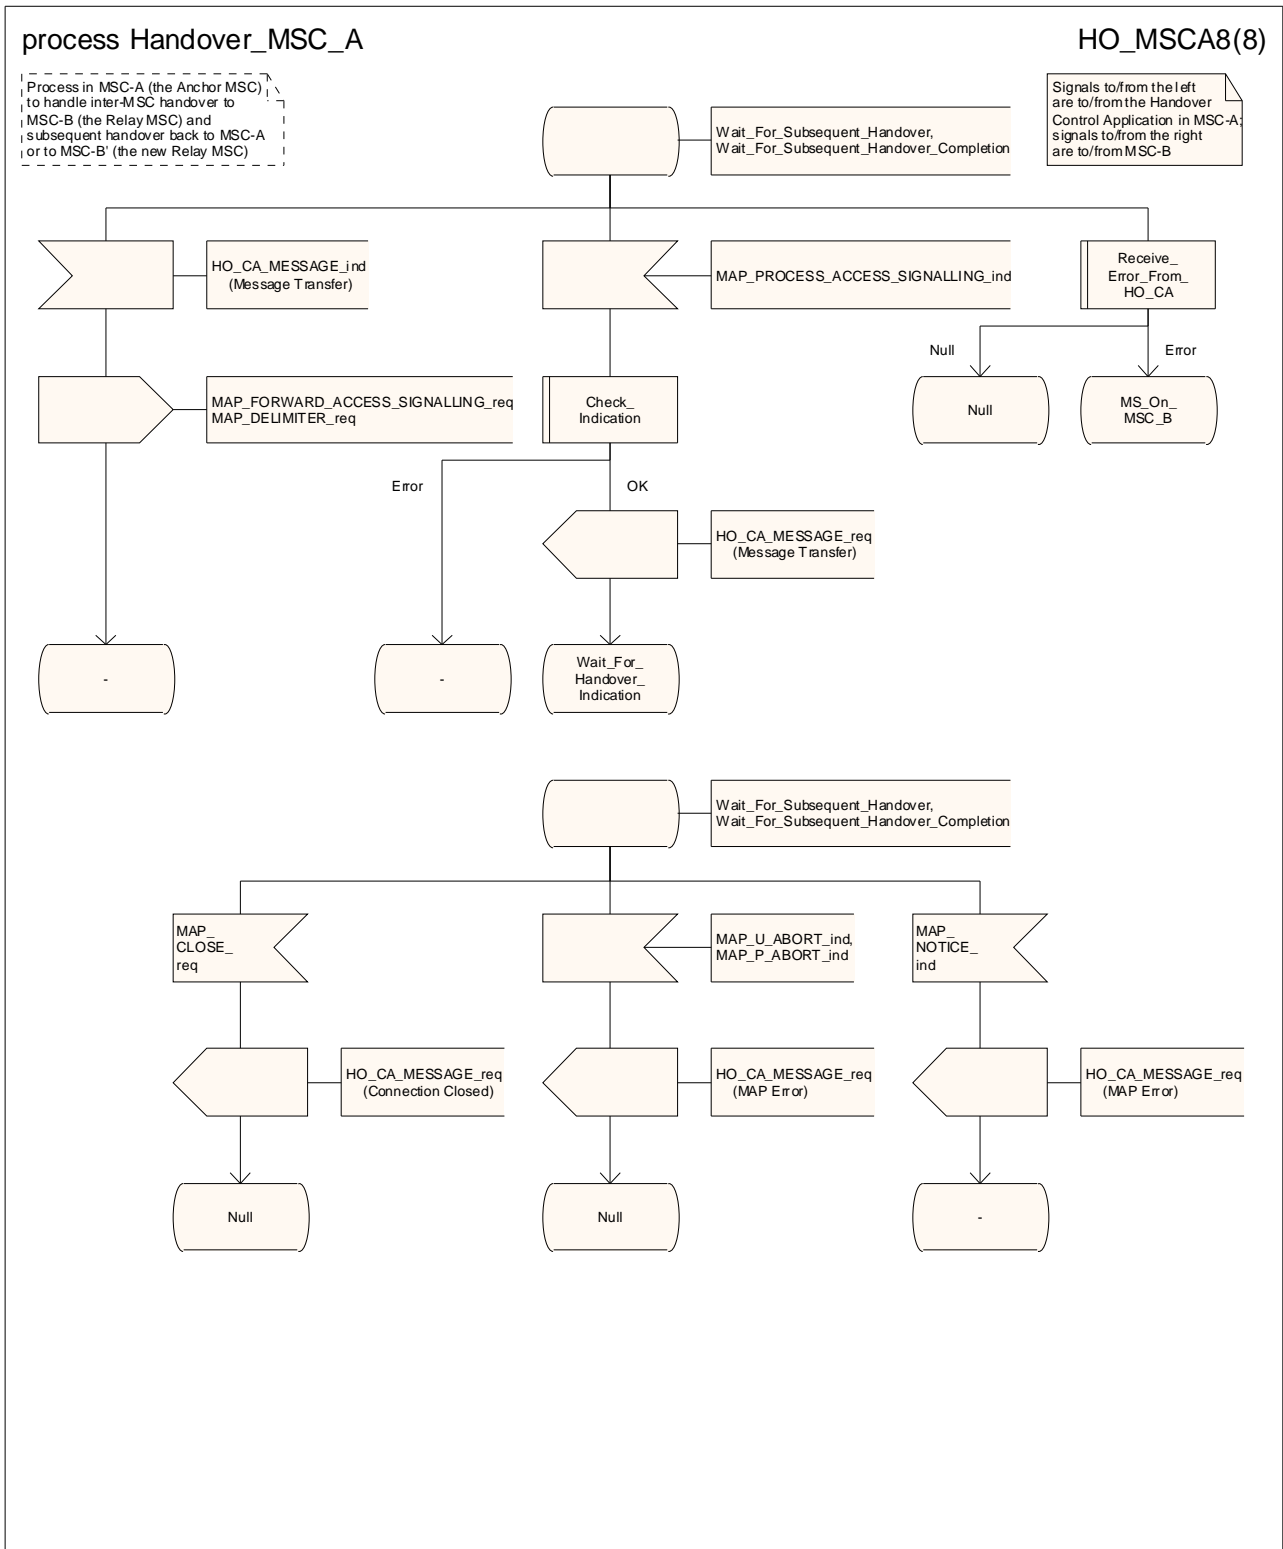 process Handover_MSC_A
HO_MSCA8(8)
Process in MSC-A (the Anchor MSC)
to handle inter-MSC handover to
MSC-B (the Relay MSC) and
subsequent handover back to MSC-A
or to MSC-B' (the new Relay MSC)
Signals to/from the left
are to/from the Handover
Control Application in MSC-A;
signals to/from the right
are to/from MSC-B
Wait_For_Subsequent_Handover,
Wait_For_Subsequent_Handover_Completion
HO_CA_MESSAGE_ind
(Message Transfer)
MAP_PROCESS_ACCESS_SIGNALLING_ind
Receive_
Error_From_
HO_CA
Null
Error
MAP_FORWARD_ACCESS_SIGNALLING_req
MAP_DELIMITER_req
Check_
Indication
Null
MS_On_
MSC_B
Error
OK
HO_CA_MESSAGE_req
(Message Transfer)
-
-
Wait_For_
Handover_
Indication
Wait_For_Subsequent_Handover,
Wait_For_Subsequent_Handover_Completion
MAP_
CLOSE_
req
MAP_U_ABORT_ind,
MAP_P_ABORT_ind
MAP_
NOTICE_
ind
HO_CA_MESSAGE_req
(Connection Closed)
HO_CA_MESSAGE_req
(MAP Error)
HO_CA_MESSAGE_req
(MAP Error)
Null
Null
-